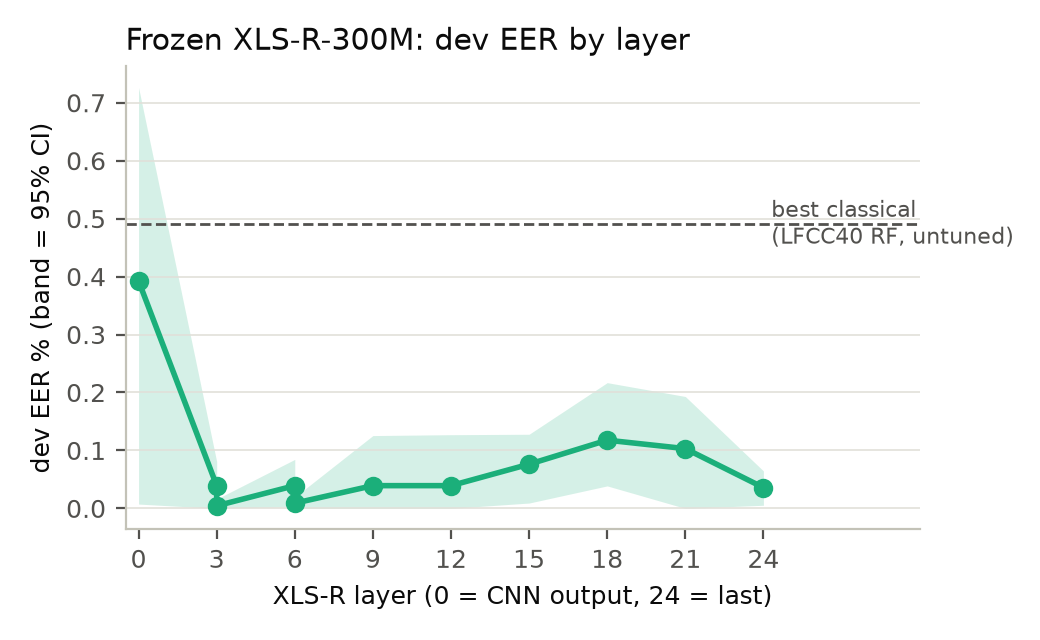 Frozen XLS-R-300M: dev EER by layer
dev EER % (band = 95% CI)
0.7
0.6
0.5
0.4
0.3
0.2
0.1
0.0
best classical
(LFCC40 RF, untuned)
0 3 6 9 12 15 18 21 24
XLS-R layer (0 = CNN output, 24 = last)